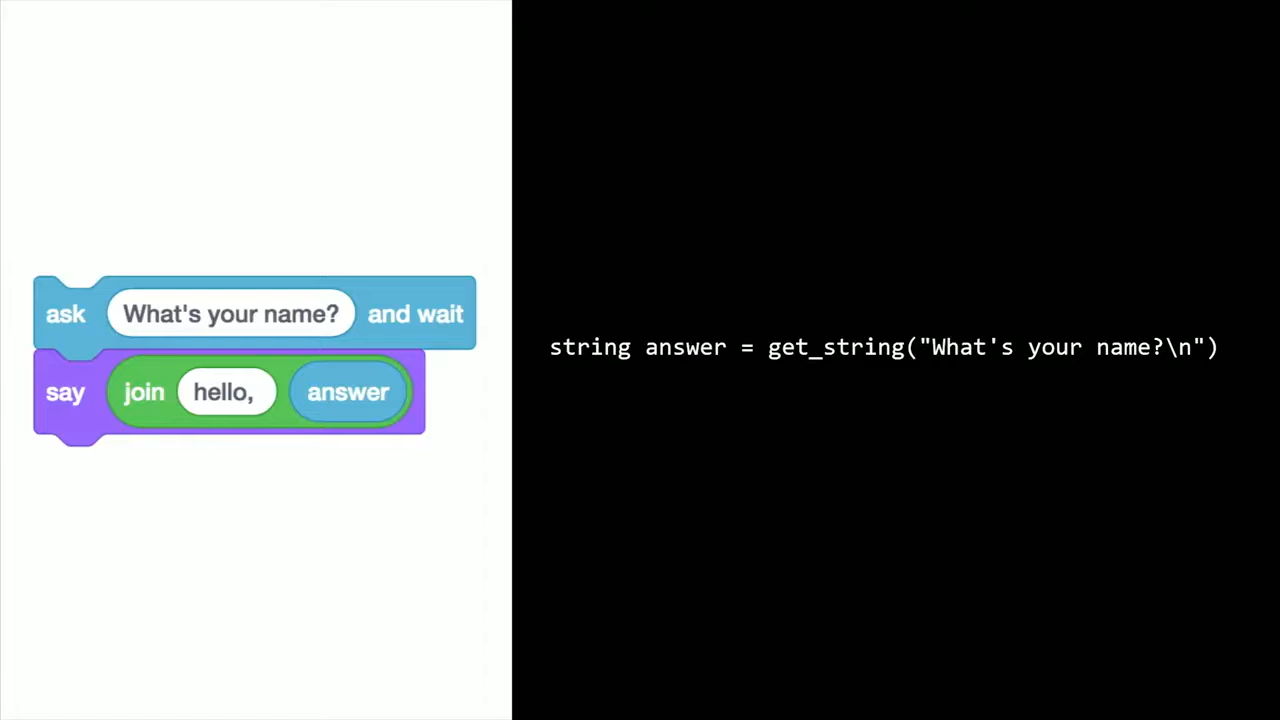 ask What's your name? and wait
say join hello, answer
string answer = get_string("What's your name?\n")